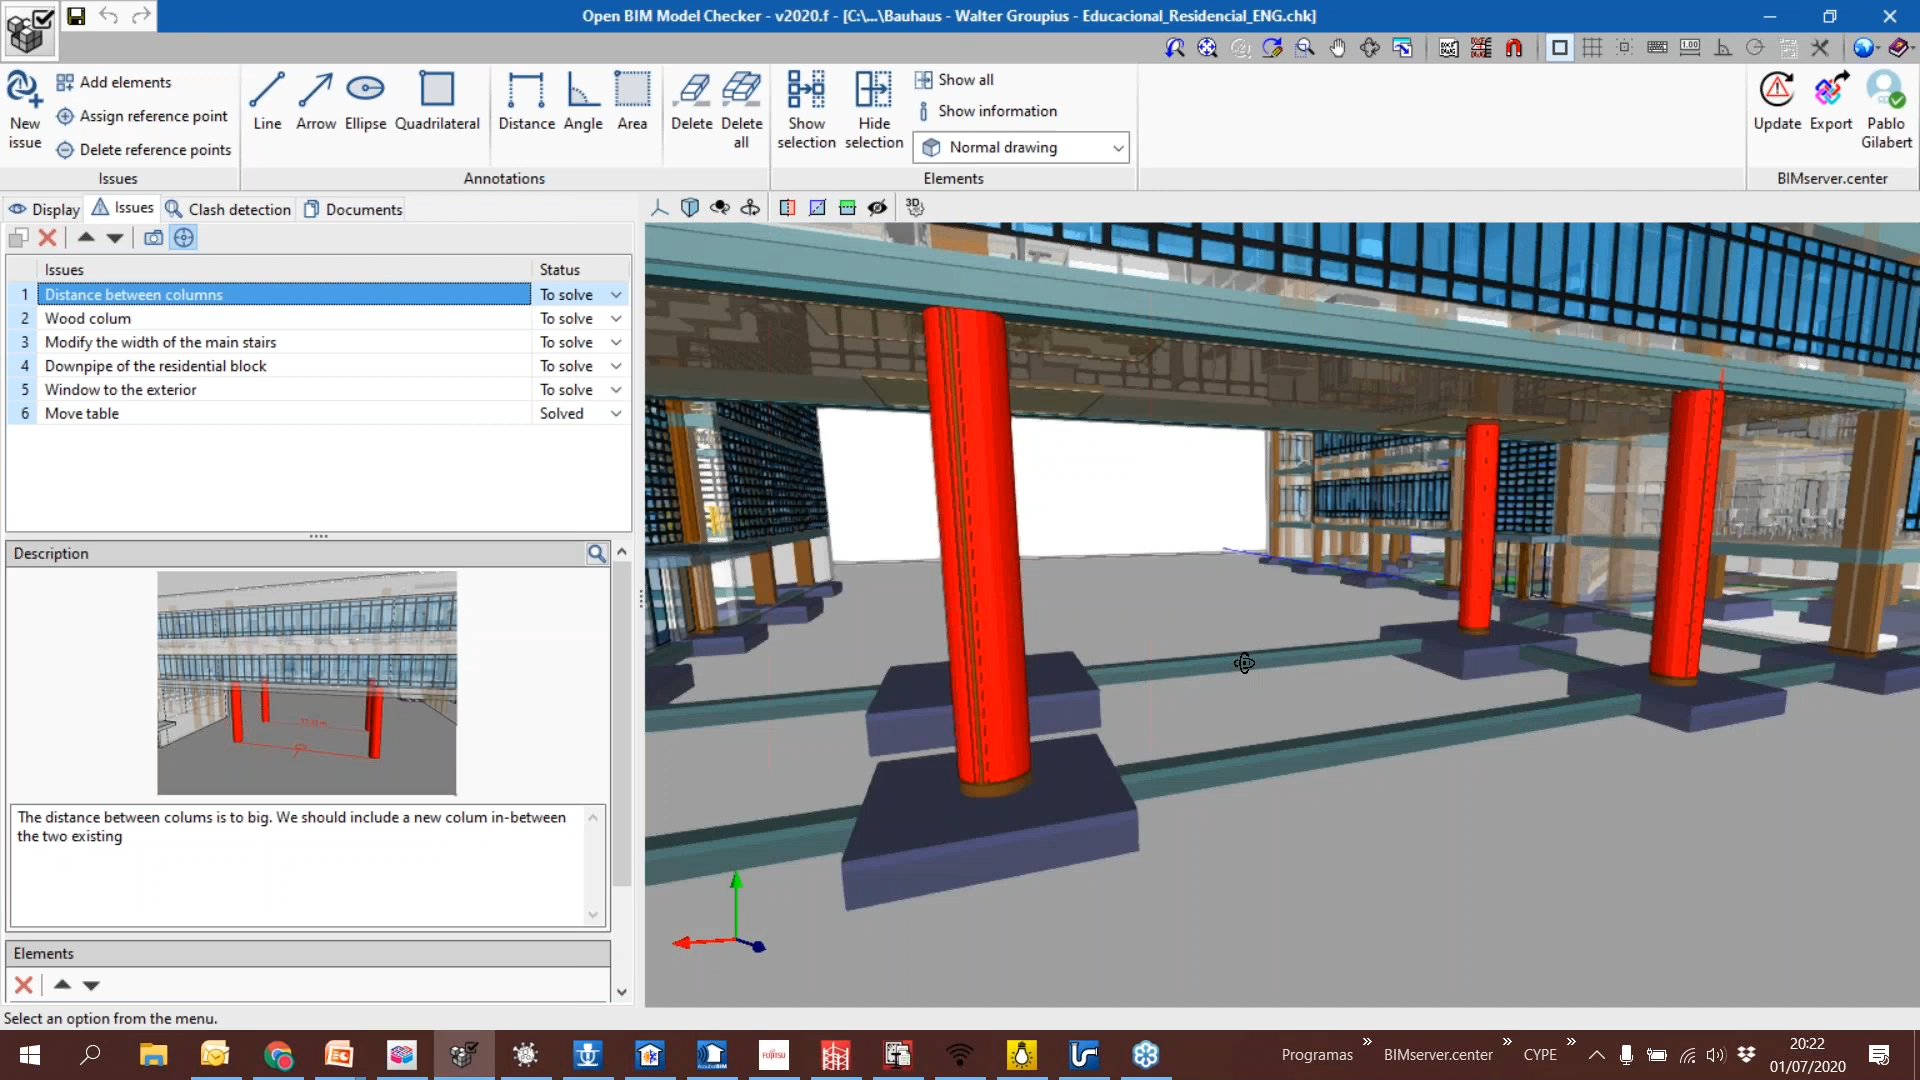 Open BIM Model Checker - v2020.f - [C:\...\Bauhaus - Walter Groupius - Educacional_Residencial_ENG.chk]
New issue
Add elements
Assign reference point
Delete reference points
Issues
Line
Arrow
Ellipse
Quadrilateral
Distance
Angle
Area
Delete
Delete all
Annotations
Show selection
Hide selection
Show all
Show information
Normal drawing
Elements
Update
Export
Pablo Gilabert
BIMserver.center
Display
Issues
Clash detection
Documents
3D
Issues Status
1 Distance between columns To solve
2 Wood colum To solve
3 Modify the width of the main stairs To solve
4 Downpipe of the residential block To solve
5 Window to the exterior To solve
6 Move table Solved
Description
The distance between colums is to big. We should include a new colum in-between
the two existing
Elements
Select an option from the menu.
FUJITSU
Programas
BIMserver.center
CYPE
20:22
01/07/2020